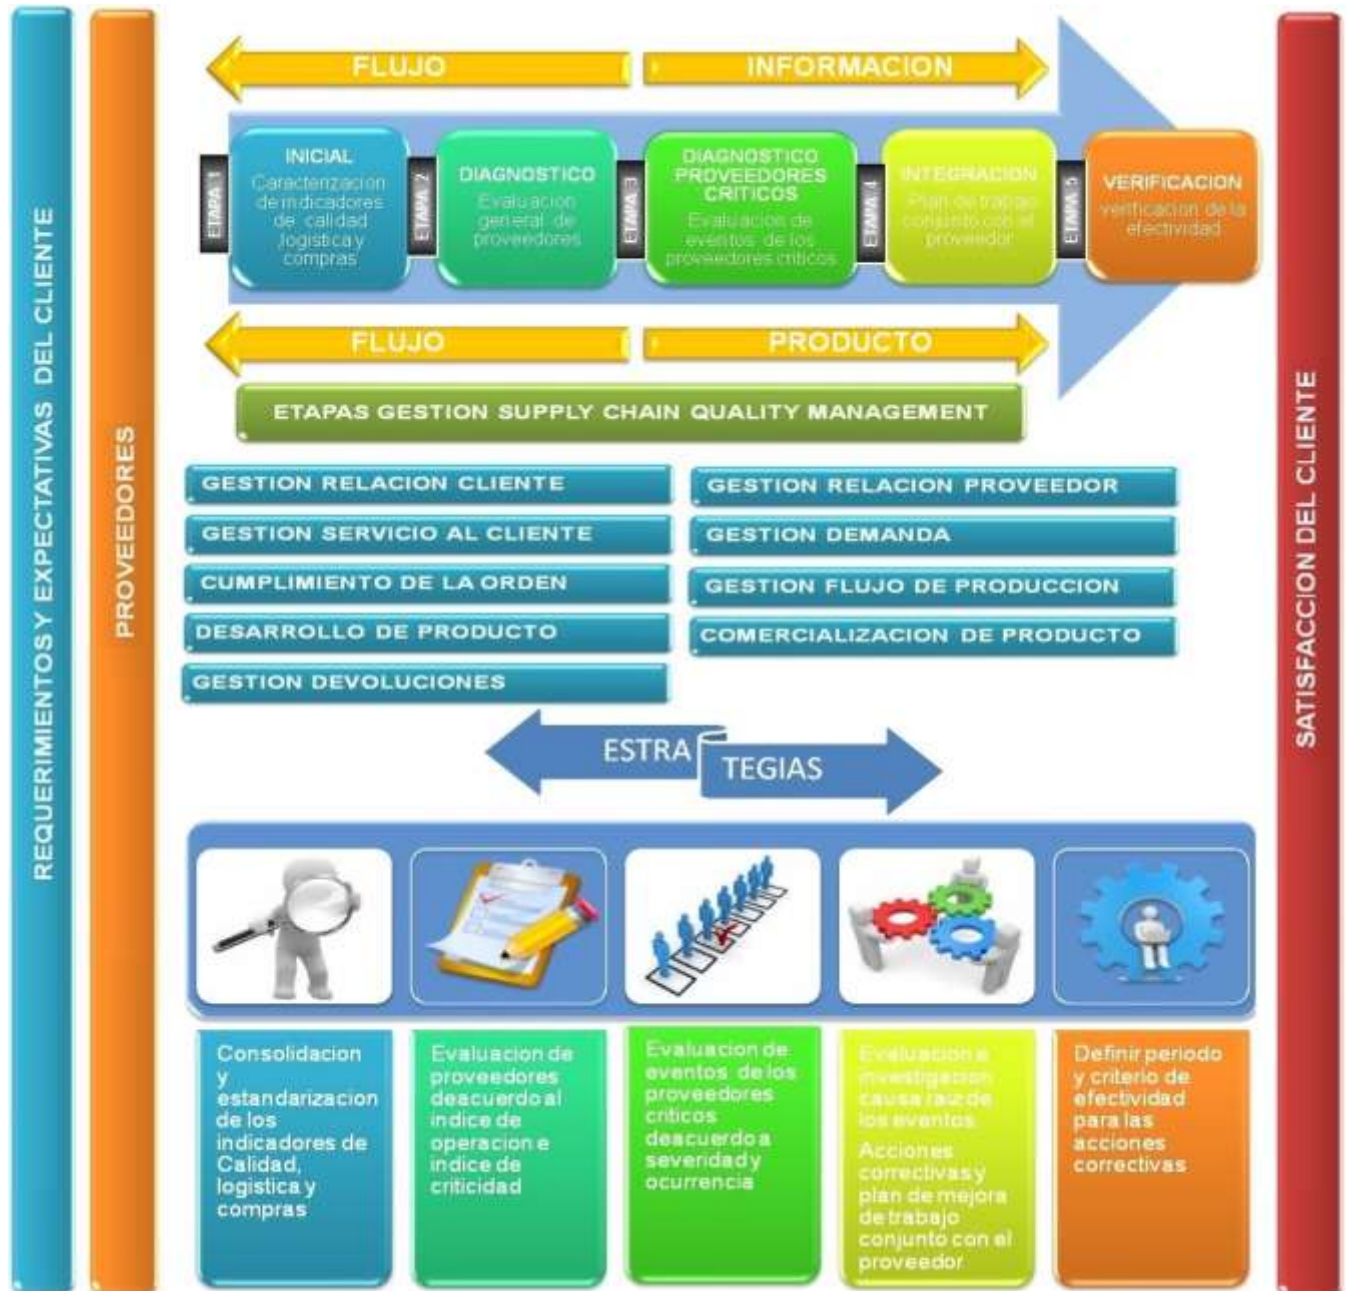 REQUERIMIENTOS Y EXPECTATIVAS DEL CLIENTE
PROVEEDORES
FLUJO
INFORMACION
ETAPA 1
INICIAL
Caracterizacion
de indicadores
de calidad
,logistica y
compras
ETAPA 2
DIAGNOSTICO
Evaluacion
general de
proveedores
ETAPA 3
DIAGNOSTICO
PROVEEDORES
CRITICOS
Evaluacion de
eventos de los
proveedores criticos
ETAPA 4
INTEGRACION
Plan de trabajo
conjunto con el
proveedor
ETAPA 5
VERIFICACION
verificacion de la
efectividad
FLUJO
PRODUCTO
ETAPAS GESTION SUPPLY CHAIN QUALITY MANAGEMENT
GESTION RELACION CLIENTE
GESTION SERVICIO AL CLIENTE
CUMPLIMIENTO DE LA ORDEN
DESARROLLO DE PRODUCTO
GESTION DEVOLUCIONES
GESTION RELACION PROVEEDOR
GESTION DEMANDA
GESTION FLUJO DE PRODUCCION
COMERCIALIZACION DE PRODUCTO
ESTRA
TEGIAS
Consolidacion
y
estandarizacion
de los
indicadores de
Calidad,
logistica y
compras
Evaluacion de
proveedores
deacuerdo al
indice de
operacion e
indice de
criticidad
Evaluacion de
eventos de los
proveedores
criticos
deacuerdo a
severidad y
ocurrencia
Evaluacion e
investigacion
causa raiz de
los eventos.
Acciones
correctivas y
plan de mejora
de trabajo
conjunto con el
proveedor
Definir periodo
y criterio de
efectividad
para las
acciones
correctivas
SATISFACCION DEL CLIENTE